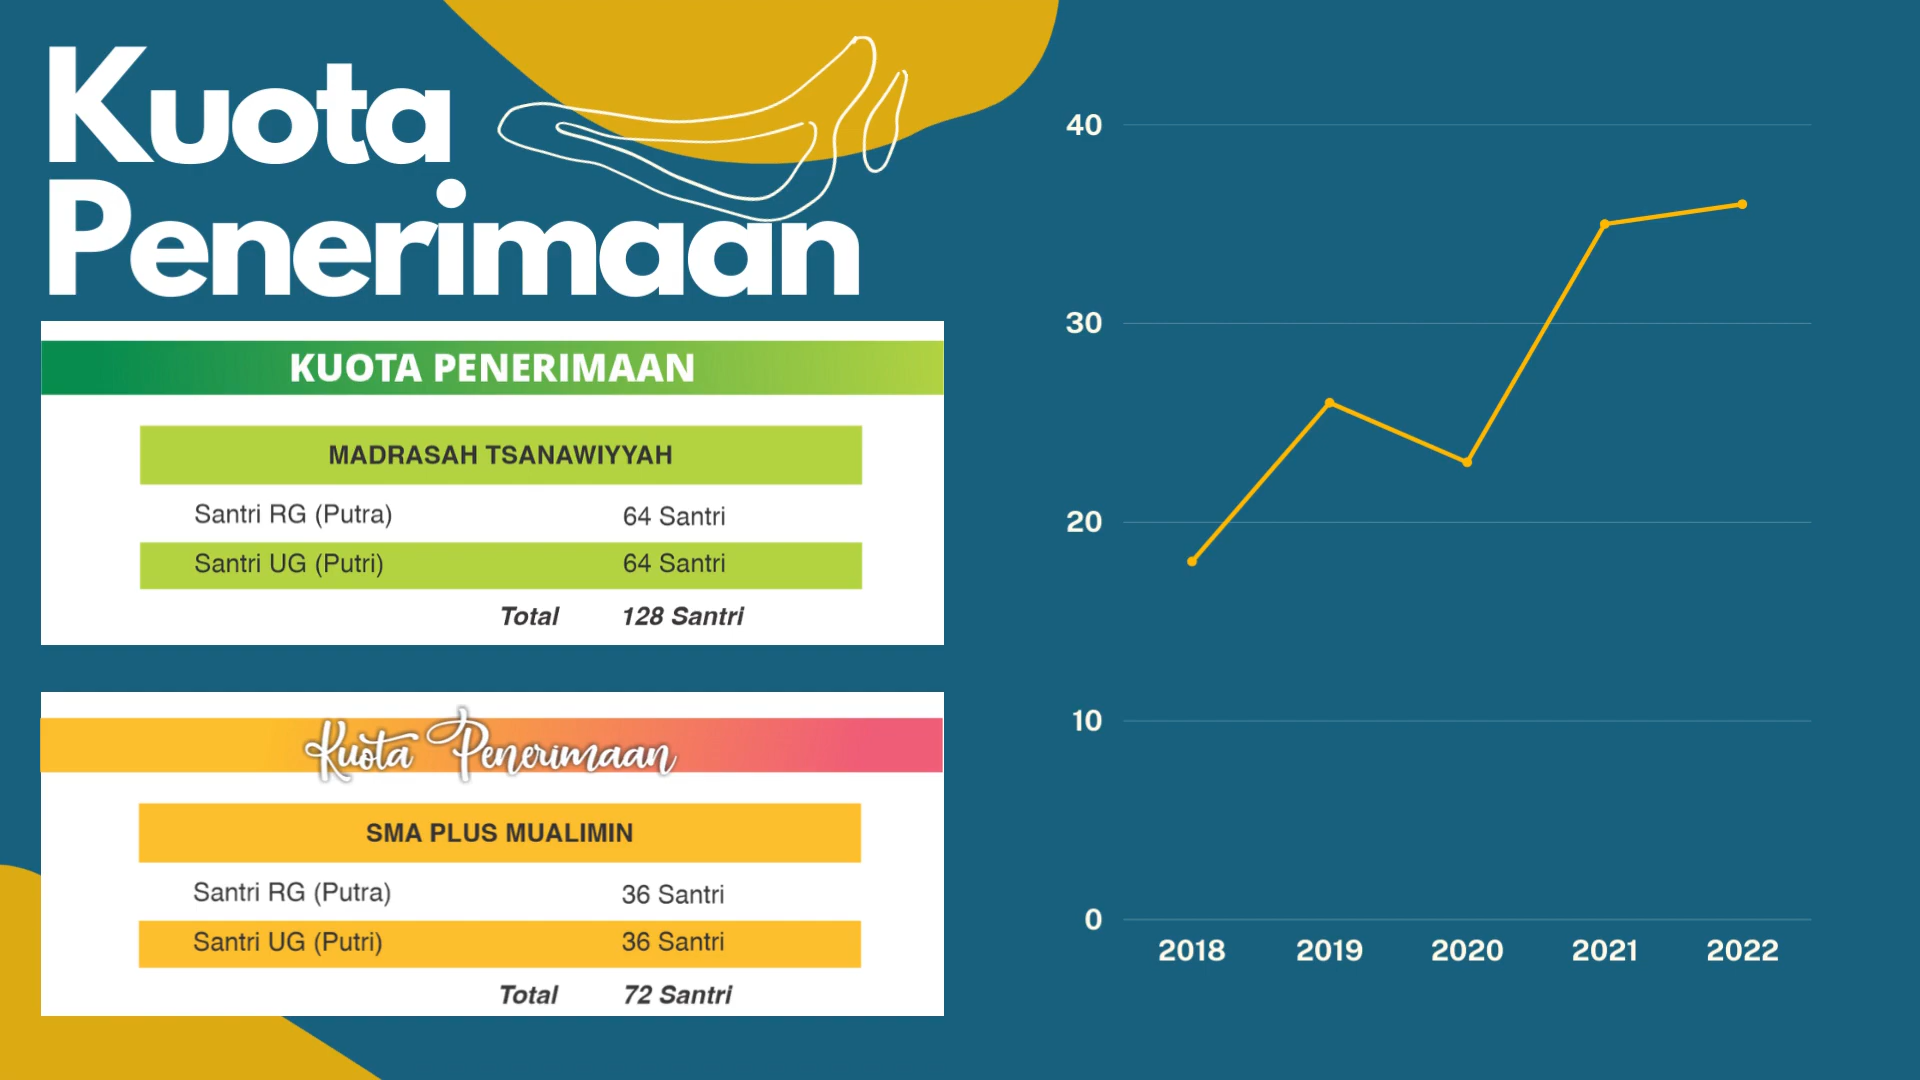 Kuota
Penerimaan
KUOTA PENERIMAAN
MADRASAH TSANAWIYYAH
Santri RG (Putra) 64 Santri
Santri UG (Putri) 64 Santri
Total 128 Santri
Kuota Penerimaan
SMA PLUS MUALIMIN
Santri RG (Putra) 36 Santri
Santri UG (Putri) 36 Santri
Total 72 Santri
40
30
20
10
0
2018 2019 2020 2021 2022